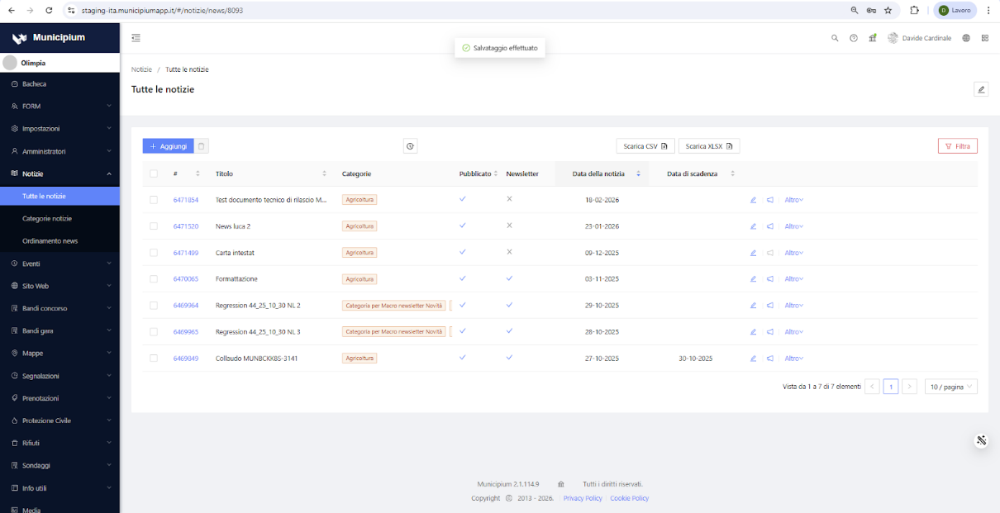 staging-ita.municipiumapp.it/#/notizie/news/8093
D Lavoro
Municipium
Salvataggio effettuato
Davide Cardinale
Olimpia
Notizie / Tutte le notizie
Tutte le notizie
Bacheca
FORM
Impostazioni
Amministratori
Notizie
Tutte le notizie
Categorie notizie
Ordinamento news
Eventi
Sito Web
Bandi concorso
Bandi gara
Mappe
Segnalazioni
Prenotazioni
Protezione Civile
Rifiuti
Sondaggi
Info utili
Media
+ Aggiungi
Scarica CSV
Scarica XLSX
Filtra
# Titolo Categorie Pubblicato Newsletter Data della notizia Data di scadenza
6471854 Test documento tecnico di rilascio M... Agricoltura 18-02-2026 Altro
6471520 News luca 2 Agricoltura 23-01-2026 Altro
6471499 Carta intestat Agricoltura 09-12-2025 Altro
6470065 Formattazione Agricoltura 03-11-2025 Altro
6469964 Regression 44_25_10_30 NL 2 Categoria per Macro newsletter Novità 29-10-2025 Altro
6469965 Regression 44_25_10_30 NL 3 Categoria per Macro newsletter Novità 28-10-2025 Altro
6469849 Collaudo MUNBCKK8S-3141 Agricoltura 27-10-2025 30-10-2025 Altro
Vista da 1 a 7 di 7 elementi < 1 > 10 / pagina
Municipium 2.1.114.9 Tutti i diritti riservati.
Copyright © 2013 - 2026. Privacy Policy Cookie Policy